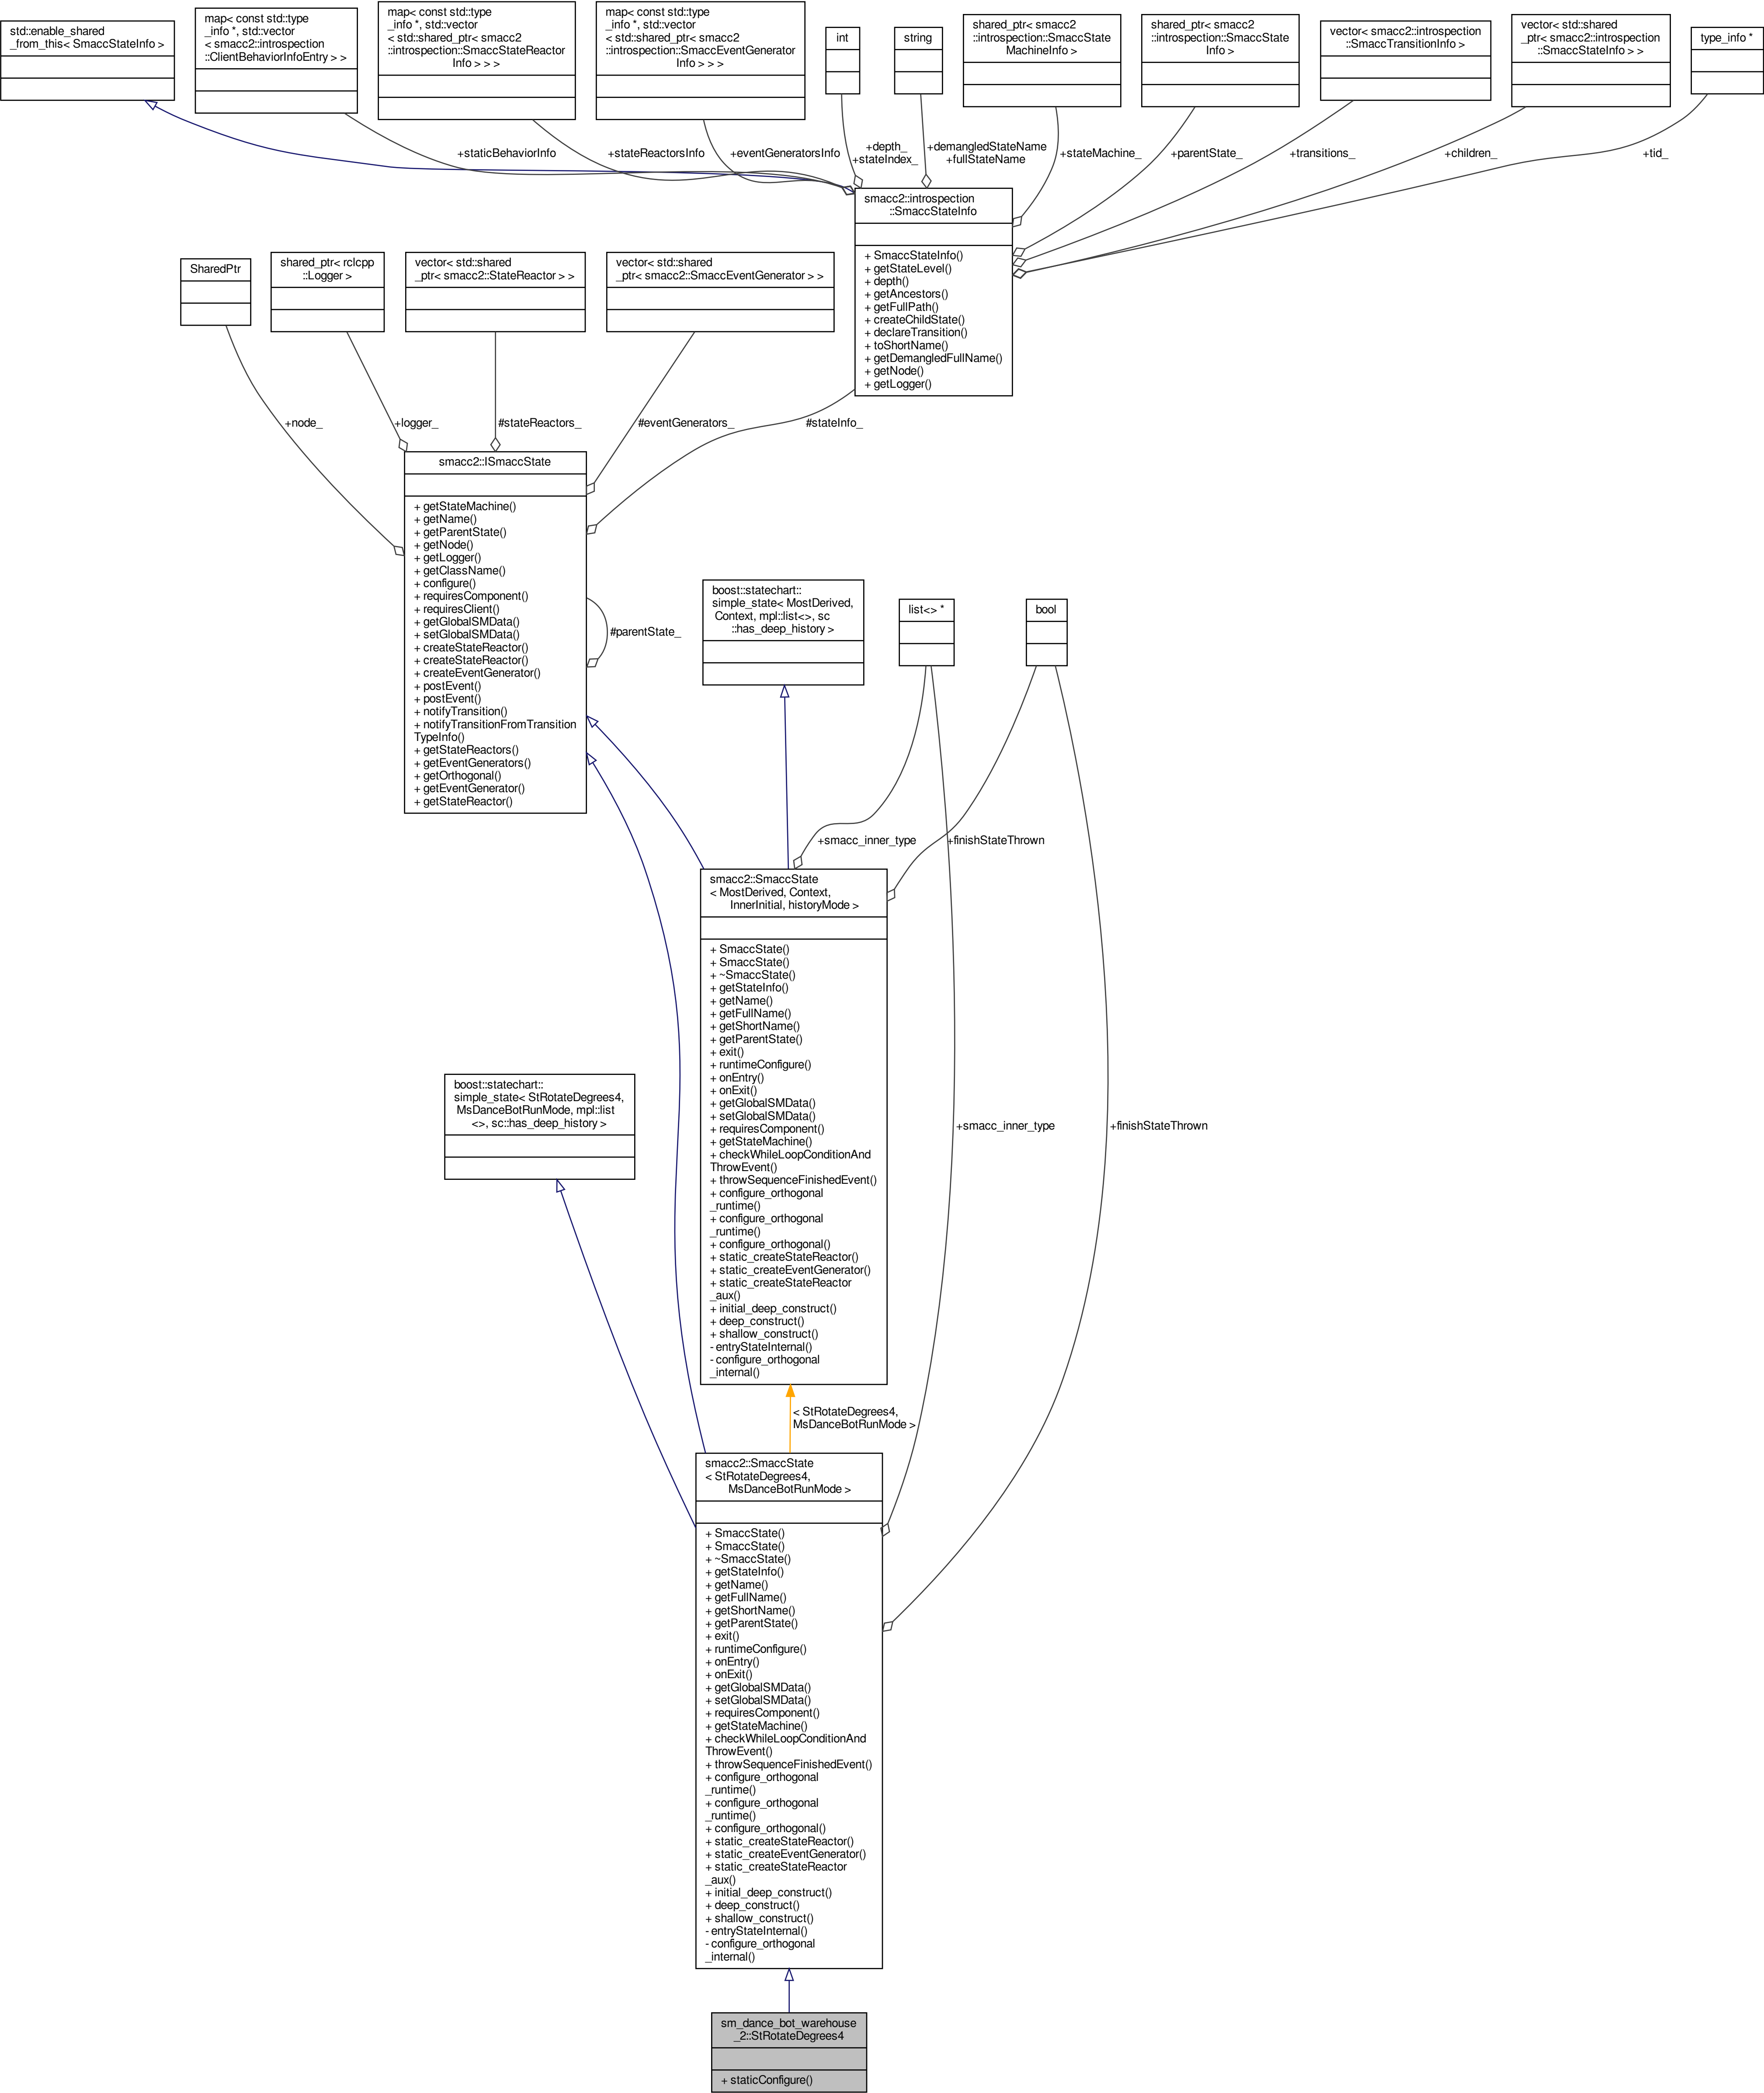 std::enable_shared
_from_this< SmaccStateInfo >
map< const std::type
_info *, std::vector
< smacc2::introspection
::ClientBehaviorInfoEntry > >
map< const std::type
_info *, std::vector
< std::shared_ptr< smacc2
::introspection::SmaccStateReactor
Info > > >
map< const std::type
_info *, std::vector
< std::shared_ptr< smacc2
::introspection::SmaccEventGenerator
Info > > >
int
string
shared_ptr< smacc2
::introspection::SmaccState
MachineInfo >
shared_ptr< smacc2
::introspection::SmaccState
Info >
vector< smacc2::introspection
::SmaccTransitionInfo >
vector< std::shared
_ptr< smacc2::introspection
::SmaccStateInfo > >
type_info *
+staticBehaviorInfo
+stateReactorsInfo
+eventGeneratorsInfo
+depth_
+stateIndex_
+demangledStateName
+fullStateName
+stateMachine_
+parentState_
+transitions_
+children_
+tid_
smacc2::introspection
::SmaccStateInfo
+ SmaccStateInfo()
+ getStateLevel()
+ depth()
+ getAncestors()
+ getFullPath()
+ createChildState()
+ declareTransition()
+ toShortName()
+ getDemangledFullName()
+ getNode()
+ getLogger()
SharedPtr
shared_ptr< rclcpp
::Logger >
vector< std::shared
_ptr< smacc2::StateReactor > >
vector< std::shared
_ptr< smacc2::SmaccEventGenerator > >
+node_
+logger_
#stateReactors_
#eventGenerators_
#stateInfo_
smacc2::ISmaccState
+ getStateMachine()
+ getName()
+ getParentState()
+ getNode()
+ getLogger()
+ getClassName()
+ configure()
+ requiresComponent()
+ requiresClient()
+ getGlobalSMData()
+ setGlobalSMData()
+ createStateReactor()
+ createStateReactor()
+ createEventGenerator()
+ postEvent()
+ postEvent()
+ notifyTransition()
+ notifyTransitionFromTransition
TypeInfo()
+ getStateReactors()
+ getEventGenerators()
+ getOrthogonal()
+ getEventGenerator()
+ getStateReactor()
#parentState_
boost::statechart::
simple_state< MostDerived,
Context, mpl::list<>, sc
::has_deep_history >
list<> *
bool
+smacc_inner_type
+finishStateThrown
smacc2::SmaccState
< MostDerived, Context,
InnerInitial, historyMode >
+ SmaccState()
+ SmaccState()
+ ~SmaccState()
+ getStateInfo()
+ getName()
+ getFullName()
+ getShortName()
+ getParentState()
+ exit()
+ runtimeConfigure()
+ onEntry()
+ onExit()
+ getGlobalSMData()
+ setGlobalSMData()
+ requiresComponent()
+ getStateMachine()
+ checkWhileLoopConditionAnd
ThrowEvent()
+ throwSequenceFinishedEvent()
+ configure_orthogonal
_runtime()
+ configure_orthogonal
_runtime()
+ configure_orthogonal()
+ static_createStateReactor()
+ static_createEventGenerator()
+ static_createStateReactor
_aux()
+ initial_deep_construct()
+ deep_construct()
+ shallow_construct()
- entryStateInternal()
- configure_orthogonal
_internal()
boost::statechart::
simple_state< StRotateDegrees4,
MsDanceBotRunMode, mpl::list
<>, sc::has_deep_history >
+smacc_inner_type
+finishStateThrown
< StRotateDegrees4,
MsDanceBotRunMode >
smacc2::SmaccState
< StRotateDegrees4,
MsDanceBotRunMode >
+ SmaccState()
+ SmaccState()
+ ~SmaccState()
+ getStateInfo()
+ getName()
+ getFullName()
+ getShortName()
+ getParentState()
+ exit()
+ runtimeConfigure()
+ onEntry()
+ onExit()
+ getGlobalSMData()
+ setGlobalSMData()
+ requiresComponent()
+ getStateMachine()
+ checkWhileLoopConditionAnd
ThrowEvent()
+ throwSequenceFinishedEvent()
+ configure_orthogonal
_runtime()
+ configure_orthogonal
_runtime()
+ configure_orthogonal()
+ static_createStateReactor()
+ static_createEventGenerator()
+ static_createStateReactor
_aux()
+ initial_deep_construct()
+ deep_construct()
+ shallow_construct()
- entryStateInternal()
- configure_orthogonal
_internal()
sm_dance_bot_warehouse
_2::StRotateDegrees4
+ staticConfigure()